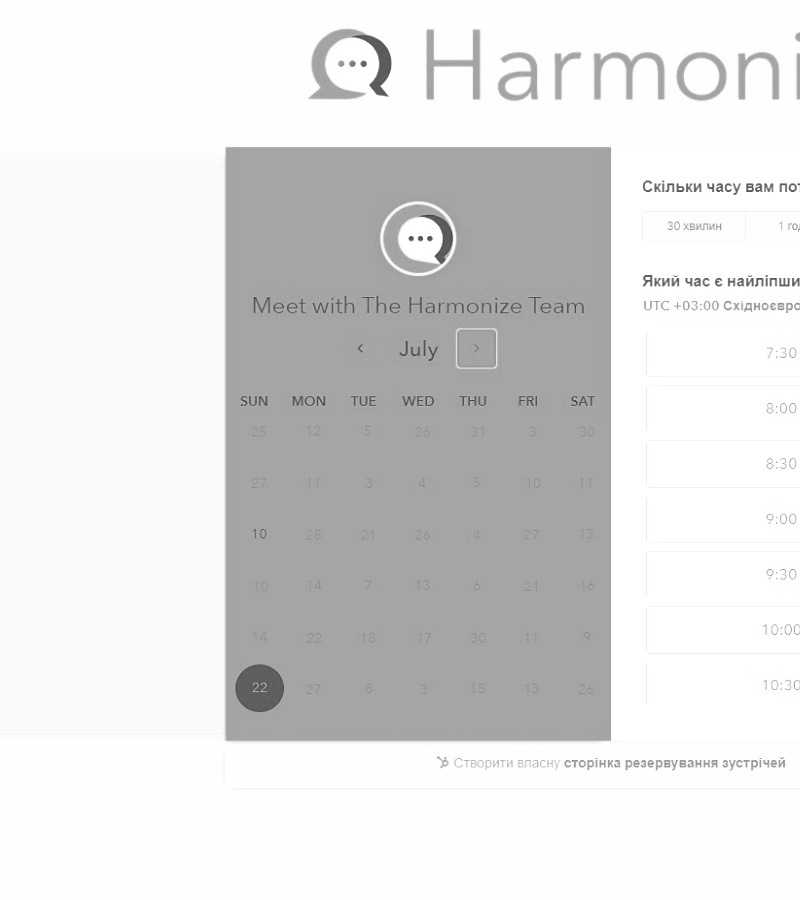 Harmoni
Meet with The Harmonize Team
July
SUN MON TUE WED THU FRI SAT
25 12 5 26 31 3 30
27 11 3 4 5 10 11
10 28 21 26 4 27 13
10 14 7 13 6 21 16
14 22 18 17 30 11 9
22 27 8 3 15 13 26
Скільки часу вам пот
30 хвилин 1 год
Який час є найліпши
UTC +03:00 Східноєвро
7:30
8:00
8:30
9:00
9:30
10:00
10:30
Створити власну сторінка резервування зустрічей